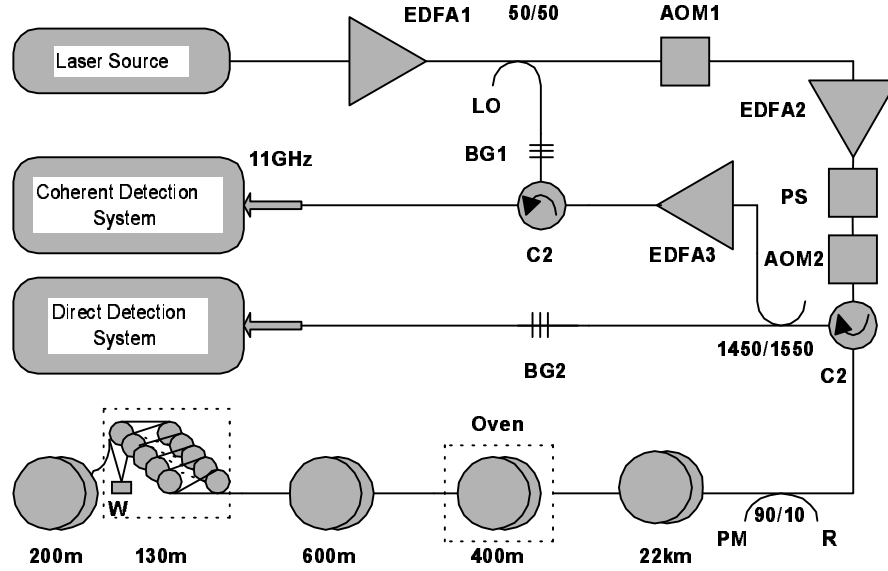 EDFA1
50/50
AOM1
Laser Source
LO
EDFA2
BG1
11GHz
Coherent Detection
System
PS
C2
EDFA3
AOM2
Direct Detection
System
1450/1550
BG2
C2
Oven
W
90/10
PM
R
200m
130m
600m
400m
22km